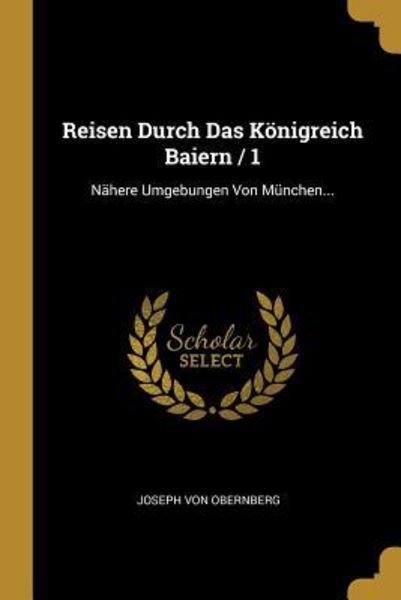 Reisen Durch Das Königreich
Baiern / 1
Nähere Umgebungen Von München...
Scholar
SELECT
JOSEPH VON OBERNBERG